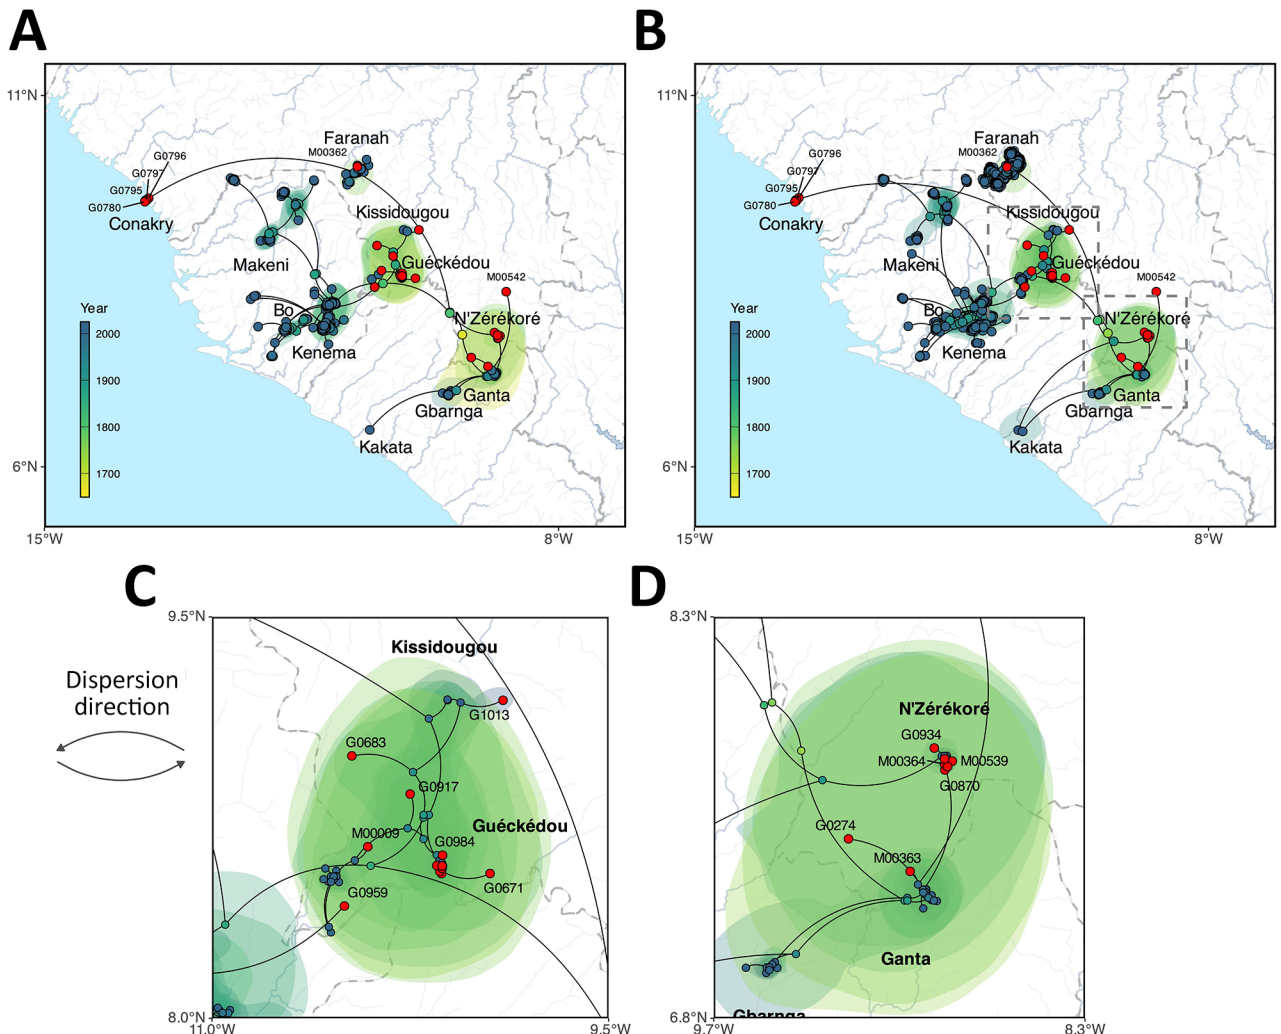 A
11°N
Faranah
M00362
G0796
G0797
G0795
G0780
Conakry
Kissidougou
Makeni
Guéckédou
M00542
Bo
N'Zérékoré
Year
2000
1900
1800
1700
Kenema
Ganta
Gbarnga
Kakata
6°N
15°W
8°W
B
Faranah
M00362
G0796
G0797
G0795
G0780
Conakry
Kissidougou
Makeni
Guéckédou
M00542
Bo
N'Zérékoré
Year
2000
1900
1800
1700
Kenema
Ganta
Gbarnga
Kakata
6°N
15°W
8°W
Dispersion
direction
C
9.5°N
Kissidougou
G1013
G0683
G0917
M00009
Guéckédou
G0984
G0671
G0959
8.0°N
11.0°W
9.5°W
D
8.3°N
N'Zérékoré
G0934
M00364
M00539
G0870
G0274
M00363
Ganta
Gbarnga
6.8°N
9.7°W
8.3°W